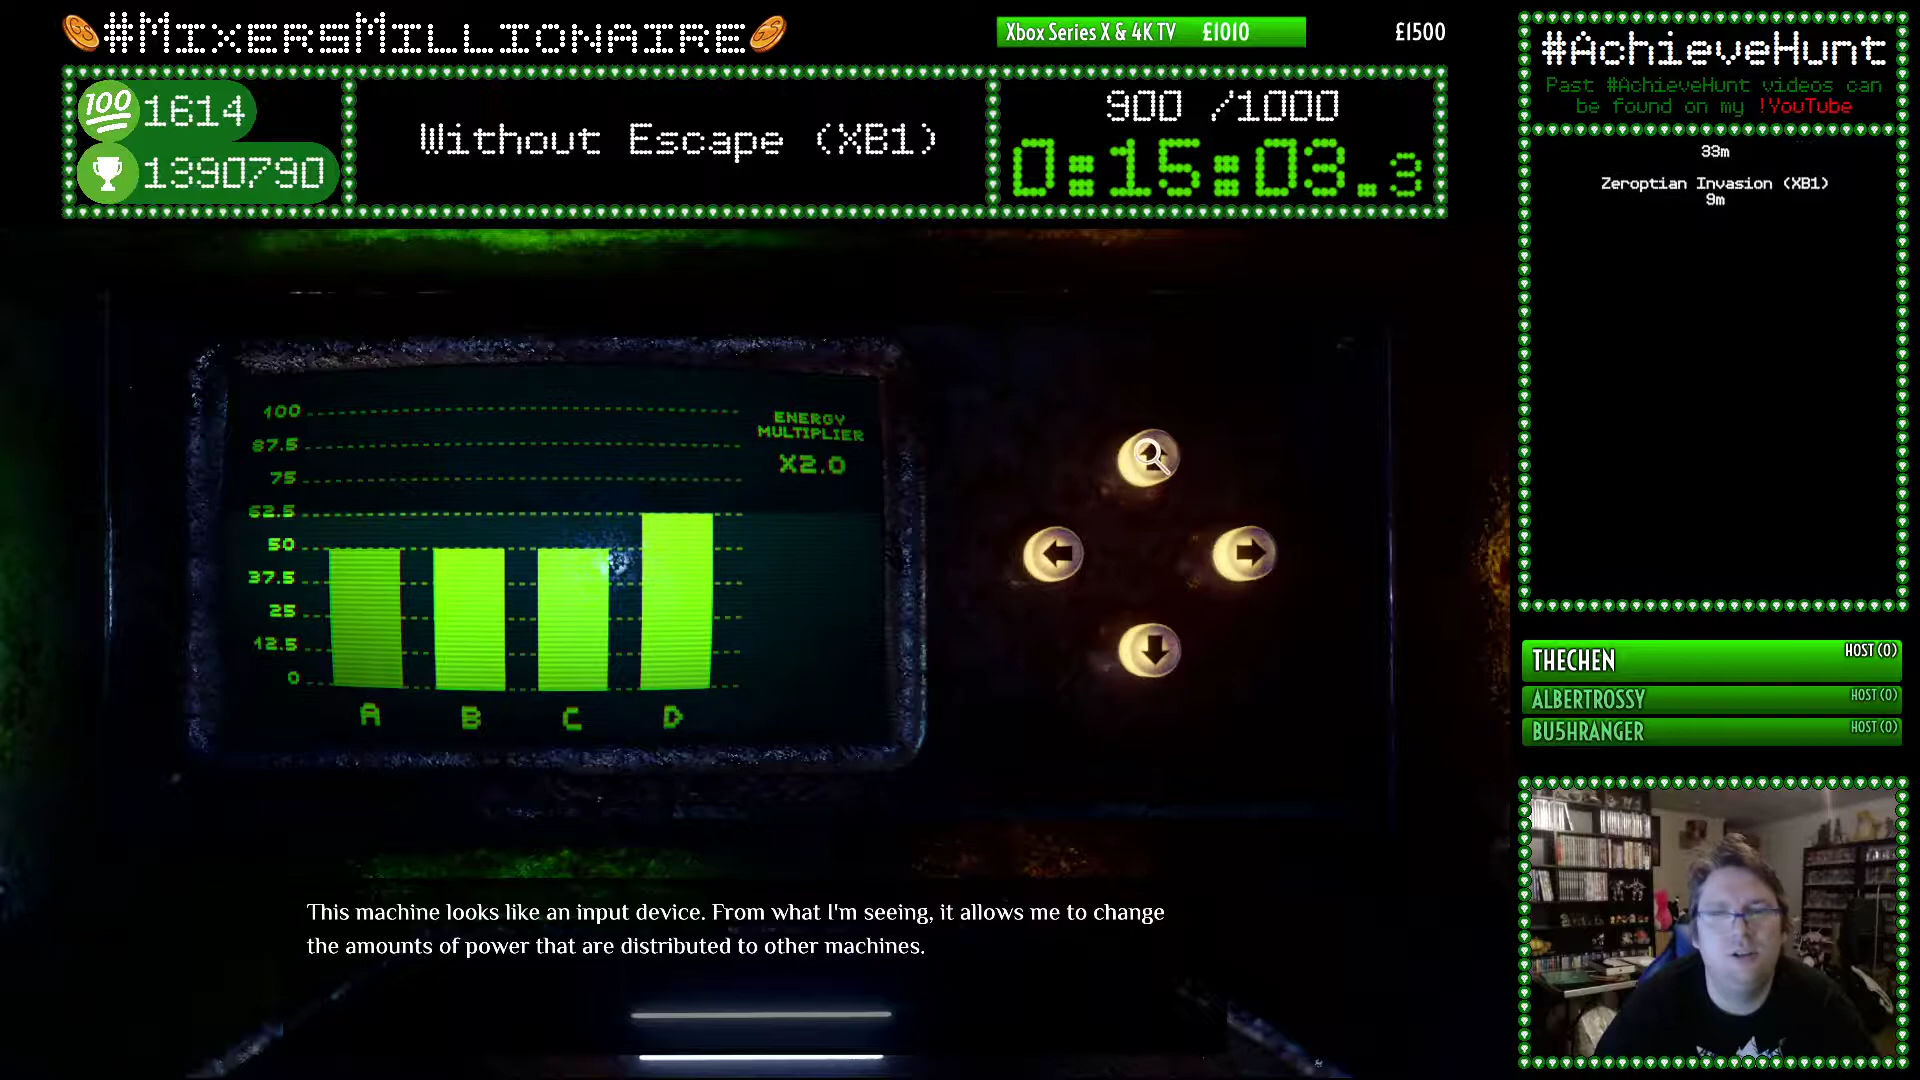 #MixersMillionaire
Xbox Series X & 4K TV £1010
£1500
#AchieveHunt
Past #AchieveHunt videos can
be found on my !YouTube
100 1614
1390790
Without Escape (XB1)
900 /1000
0:15:03.3
33m
Zeroptian Invasion (XB1)
9m
ENERGY
MULTIPLIER
X2.0
100
87.5
75
62.5
50
37.5
25
12.5
0
A B C D
THECHEN HOST (0)
ALBERTROSSY HOST (0)
BU5HRANGER HOST (0)
This machine looks like an input device. From what I'm seeing, it allows me to change
the amounts of power that are distributed to other machines.